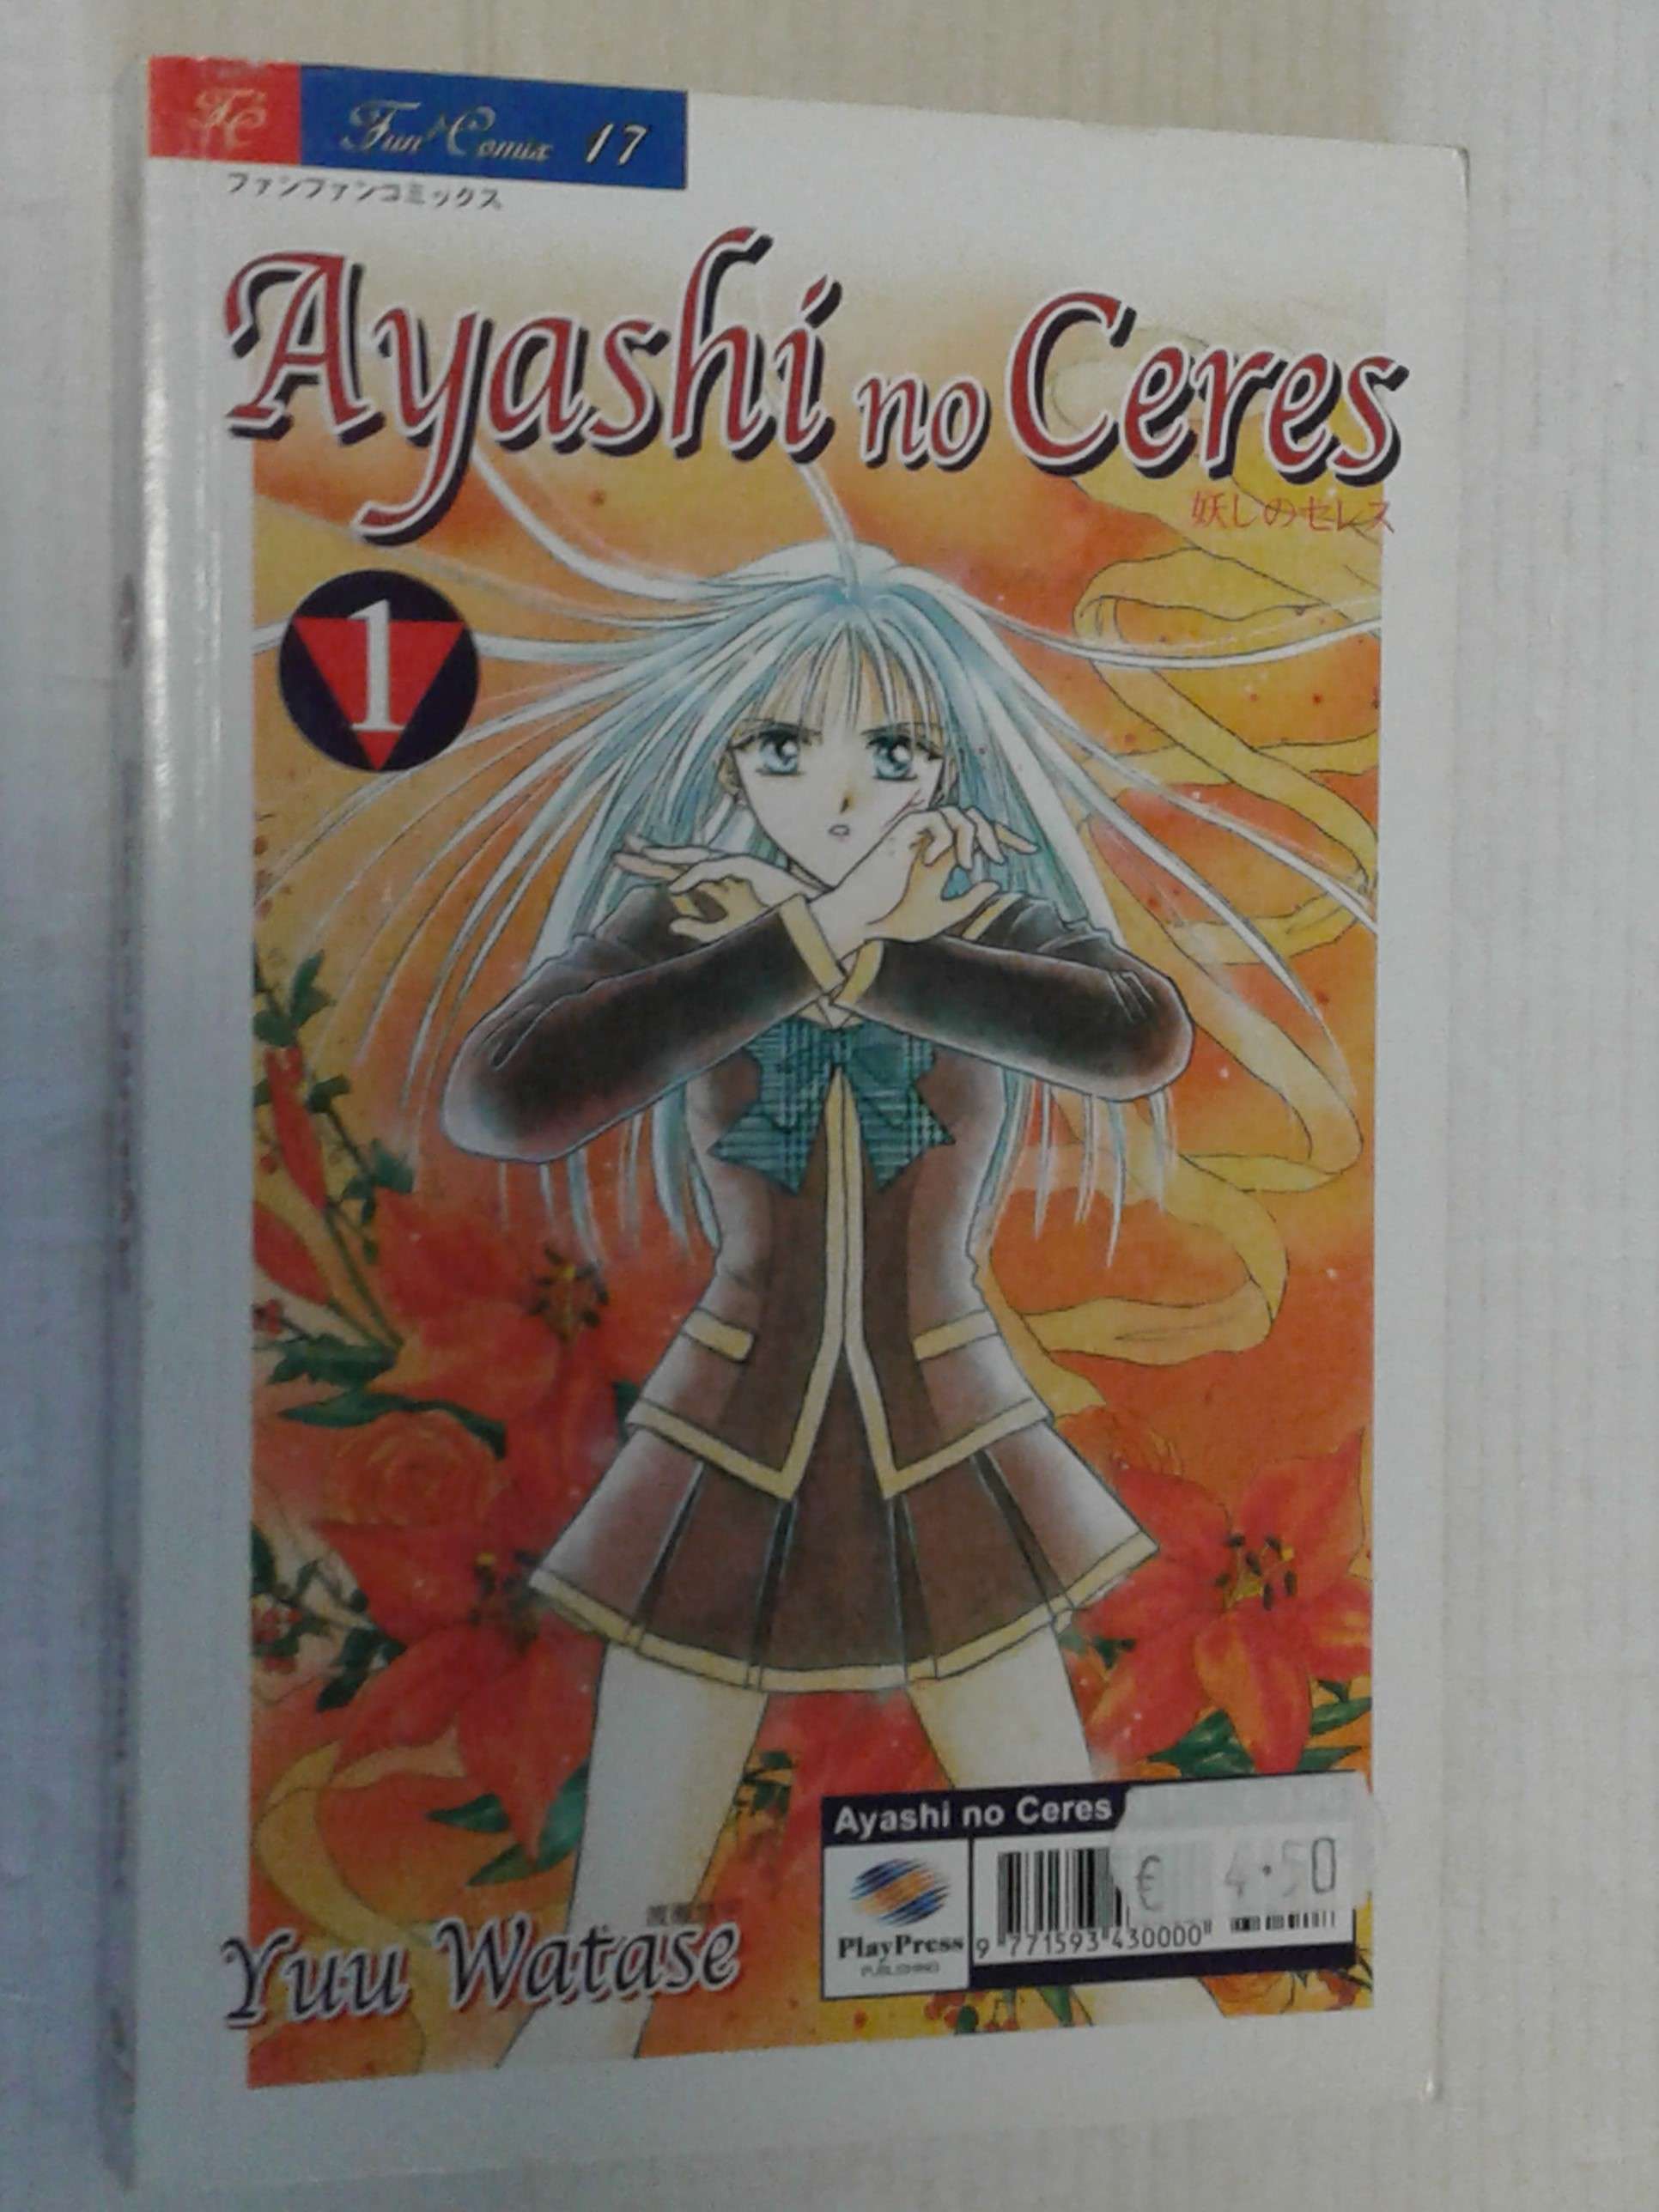 FC
Fun Comix 17
ファンファンコミックス
Ayashi no Ceres
妖しのセレス
1
Yuu Watase
Ayashi no Ceres
€ 4.50
PlayPress
PUBLISHING
9 771593 430000